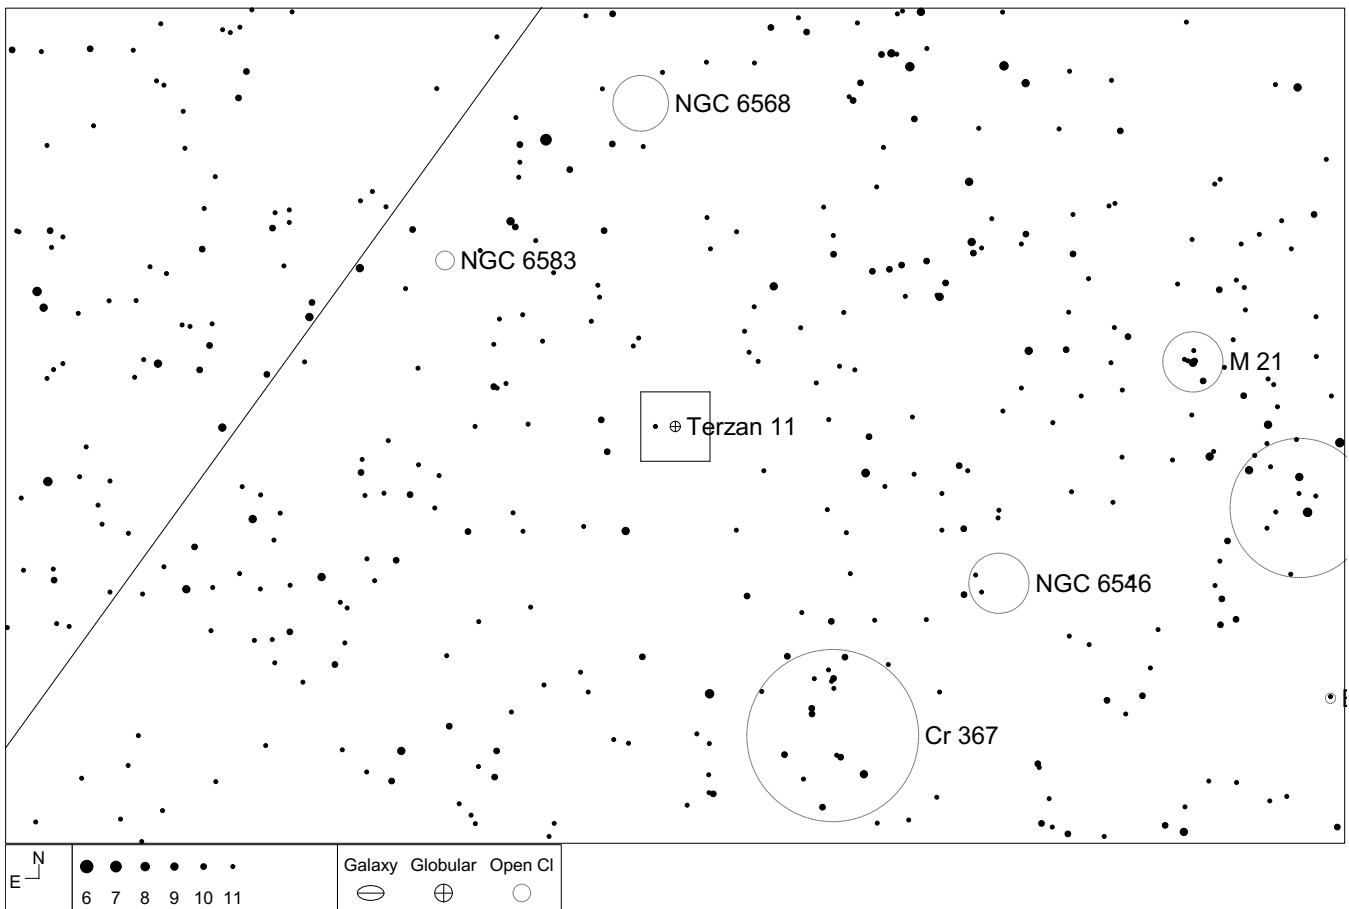 NGC 6568
NGC 6583
M 21
Terzan 11
NGC 6546
Cr 367
N
E
6 7 8 9 10 11
Galaxy Globular Open Cl